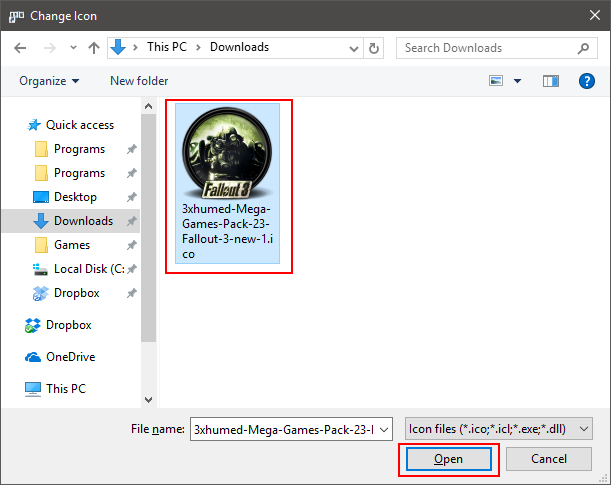 Change Icon
This PC > Downloads
Search Downloads
Organize
New folder
Quick access
Programs
Programs
Desktop
Downloads
Games
Local Disk (C:
Dropbox
Dropbox
OneDrive
This PC
Fallout 3
3xhumed-Mega-
Games-Pack-23-
Fallout-3-new-1.i
co
File name:
3xhumed-Mega-Games-Pack-23-F
Icon files (*.ico;*.icl;*.exe;*.dll)
Open
Cancel